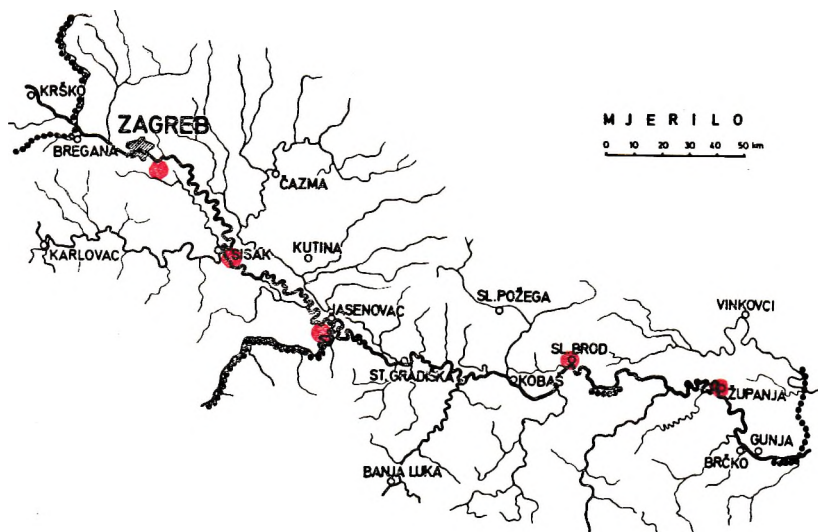 KRŠKO
ZAGREB
BREGANA
MJERILO
0 10 20 30 40 50 km
ČAZMA
KARLOVAC
SISAK
KUTINA
JASENOVAC
SL. POŽEGA
VINKOVCI
SL. BROD
ST. GRADIŠKA
KOBAŠ
ŽUPANJA
BANJA LUKA
BRČKO
GUNJA